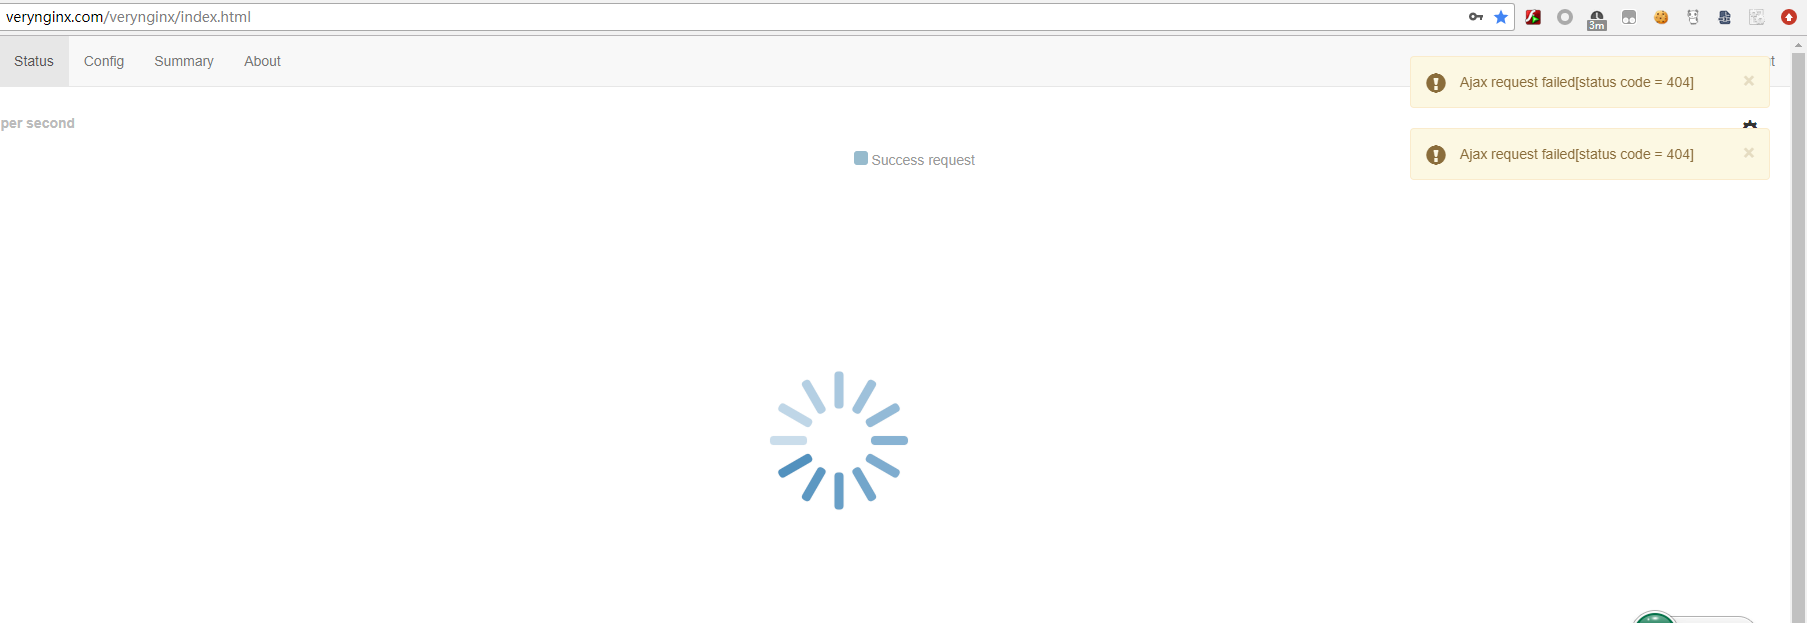 verynginx.com/verynginx/index.html
3m
Status Config Summary About
Ajax request failed[status code = 404]
per second
Success request
Ajax request failed[status code = 404]